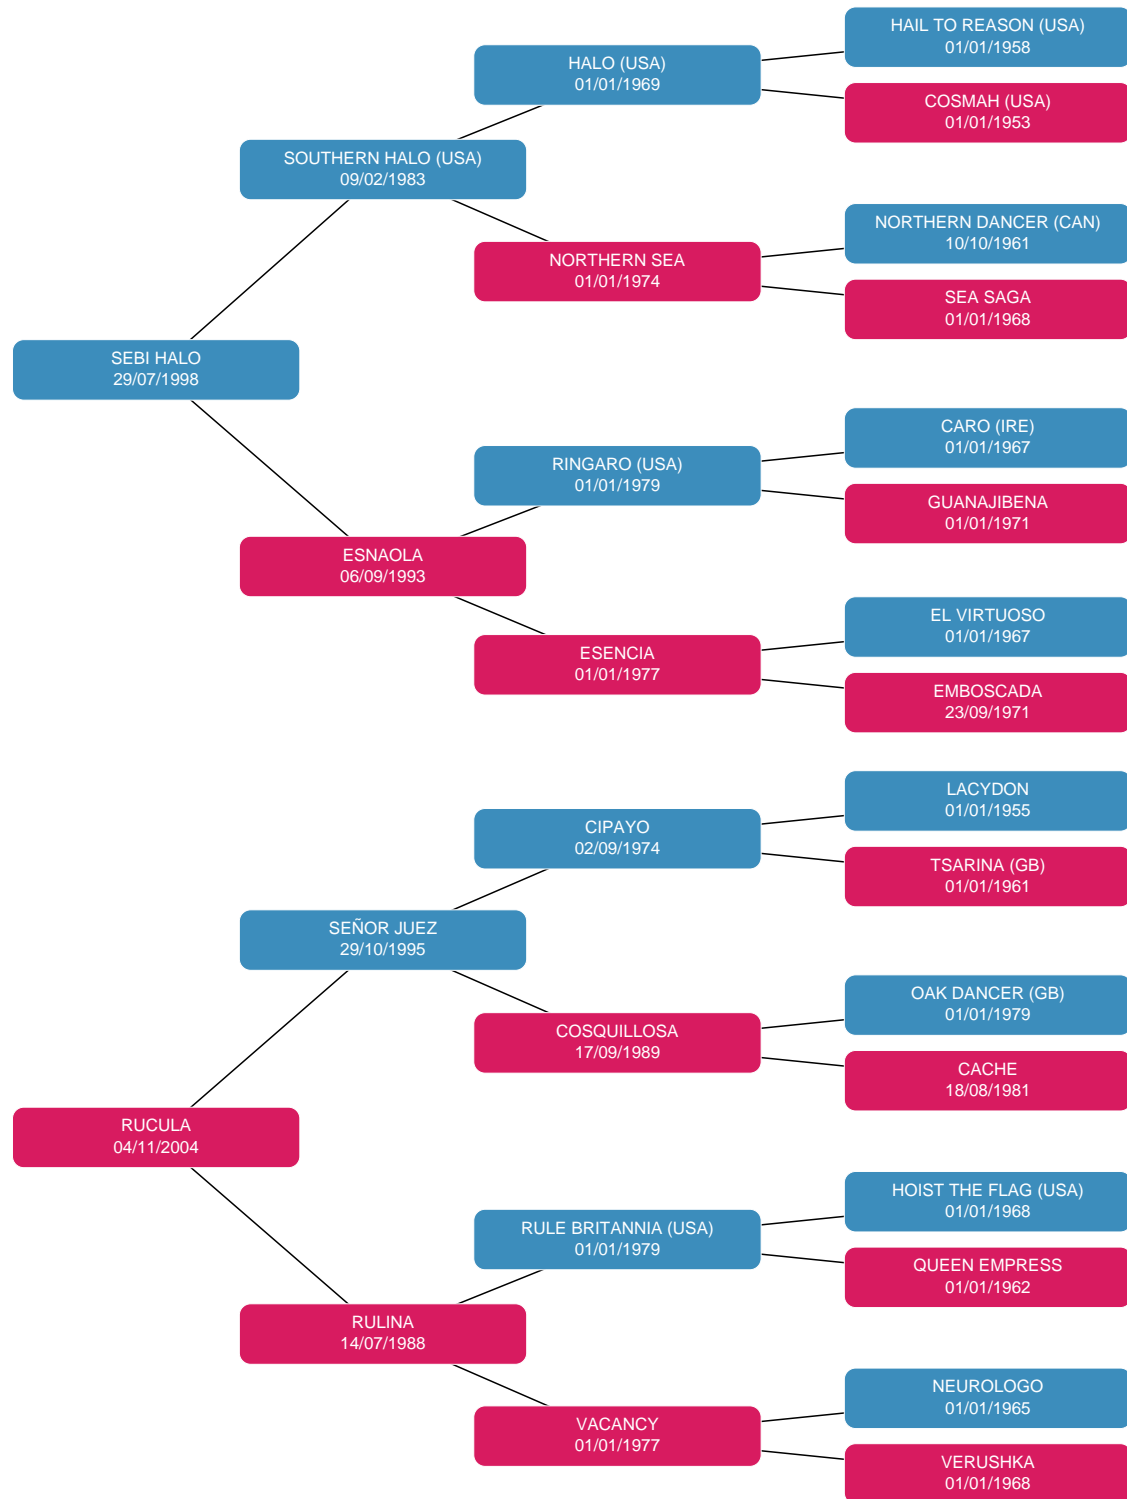 HAIL TO REASON (USA)
01/01/1958
HALO (USA)
01/01/1969
COSMAH (USA)
01/01/1953
SOUTHERN HALO (USA)
09/02/1983
NORTHERN DANCER (CAN)
10/10/1961
NORTHERN SEA
01/01/1974
SEA SAGA
01/01/1968
SEBI HALO
29/07/1998
CARO (IRE)
01/01/1967
RINGARO (USA)
01/01/1979
GUANAJIBENA
01/01/1971
ESNAOLA
06/09/1993
EL VIRTUOSO
01/01/1967
ESENCIA
01/01/1977
EMBOSCADA
23/09/1971
LACYDON
01/01/1955
CIPAYO
02/09/1974
TSARINA (GB)
01/01/1961
SEÑOR JUEZ
29/10/1995
OAK DANCER (GB)
01/01/1979
COSQUILLOSA
17/09/1989
CACHE
18/08/1981
RUCULA
04/11/2004
HOIST THE FLAG (USA)
01/01/1968
RULE BRITANNIA (USA)
01/01/1979
QUEEN EMPRESS
01/01/1962
RULINA
14/07/1988
NEUROLOGO
01/01/1965
VACANCY
01/01/1977
VERUSHKA
01/01/1968